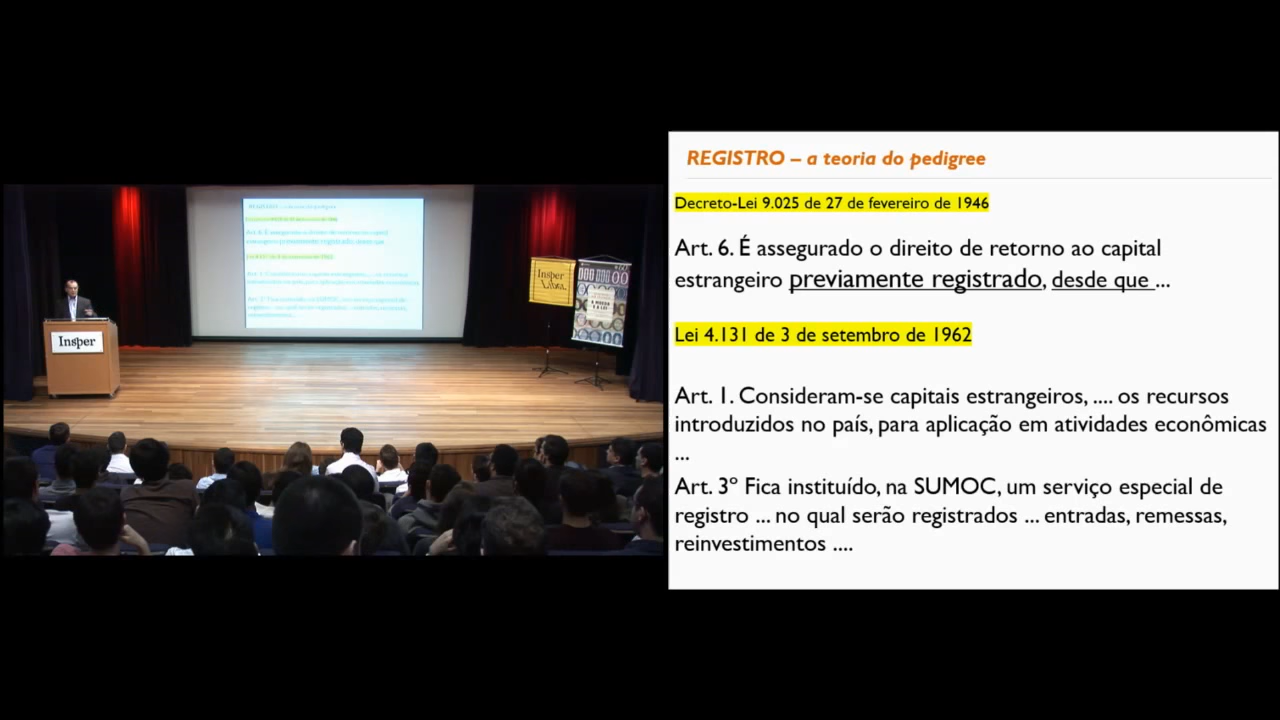 REGISTRO – a teoria do pedigree
Decreto-Lei 9.025 de 27 de fevereiro de 1946
Art. 6. É assegurado o direito de retorno ao capital
estrangeiro previamente registrado, desde que ...
Lei 4.131 de 3 de setembro de 1962
Art. 1. Consideram-se capitais estrangeiros, .... os recursos
introduzidos no país, para aplicação em atividades econômicas
...
Art. 3º Fica instituído, na SUMOC, um serviço especial de
registro ... no qual serão registrados ... entradas, remessas,
reinvestimentos ....
Insper
Insper